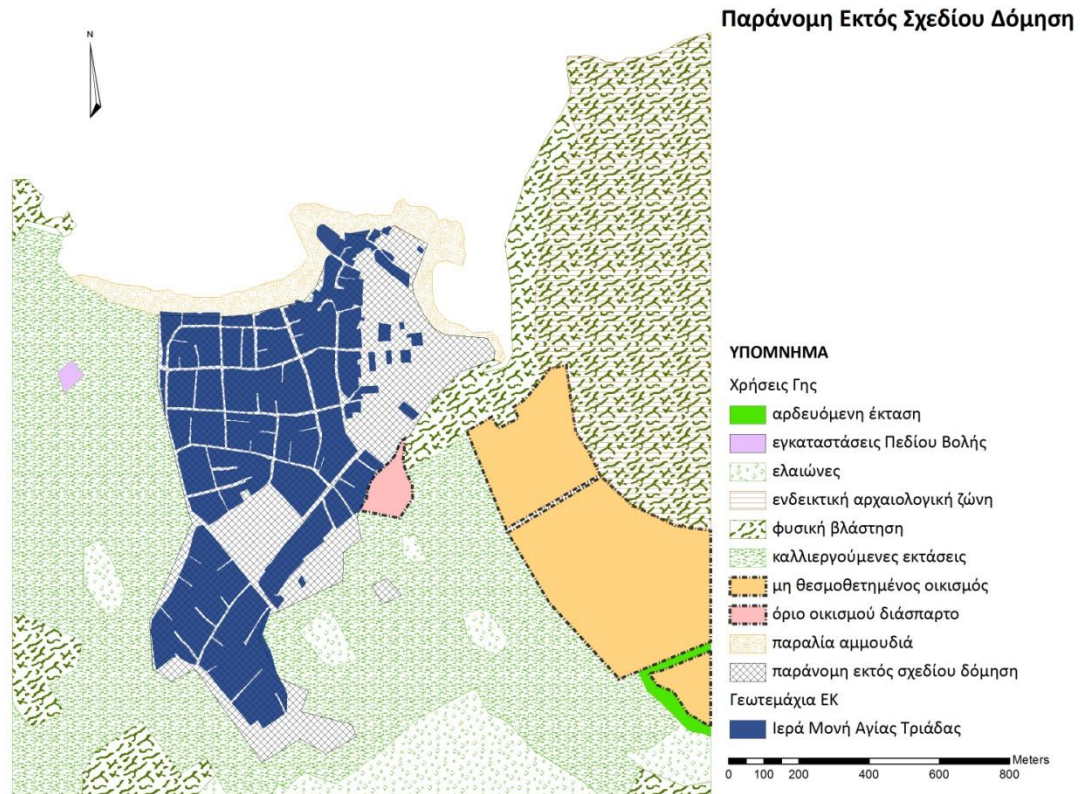 Παράνομη Εκτός Σχεδίου Δόμηση
N
ΥΠΟΜΝΗΜΑ
Χρήσεις Γης
αρδευόμενη έκταση
εγκαταστάσεις Πεδίου Βολής
ελαιώνες
ενδεικτική αρχαιολογική ζώνη
φυσική βλάστηση
καλλιεργούμενες εκτάσεις
μη θεσμοθετημένος οικισμός
όριο οικισμού διάσπαρτο
παραλία αμμουδιά
παράνομη εκτός σχεδίου δόμηση
Γεωτεμάχια ΕΚ
Ιερά Μονή Αγίας Τριάδας
Meters
0 100 200 400 600 800